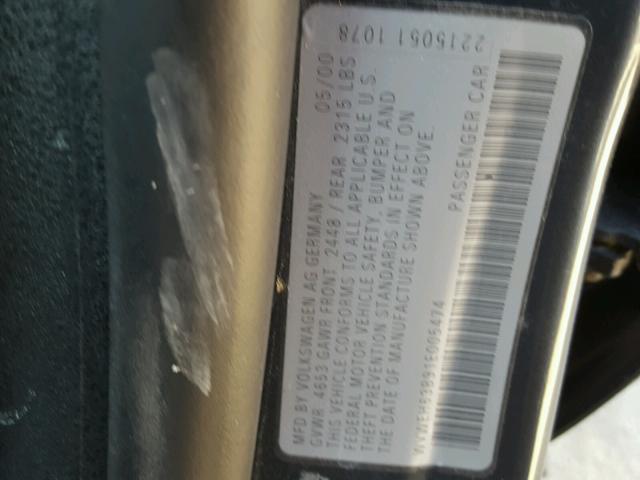 MFD BY VOLKSWAGEN AG GERMANY 05/00
GVWR 4653 GAWR FRONT 2448 / REAR 2315 LBS
THIS VEHICLE CONFORMS TO ALL APPLICABLE U.S.
FEDERAL MOTOR VEHICLE SAFETY, BUMPER AND
THEFT PREVENTION STANDARDS IN EFFECT ON
THE DATE OF MANUFACTURE SHOWN ABOVE.
PASSENGER CAR
2215051 1078